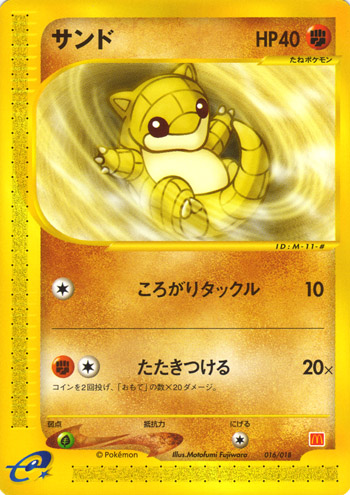 サンド HP40
たねポケモン
ID:M-11-#
ころがりタックル 10
たたきつける 20×
コインを2回投げ、「おもて」の数×20ダメージ。
弱点 抵抗力 にげる
©Pokémon Illus.Motofumi Fujiwara 016/018
e